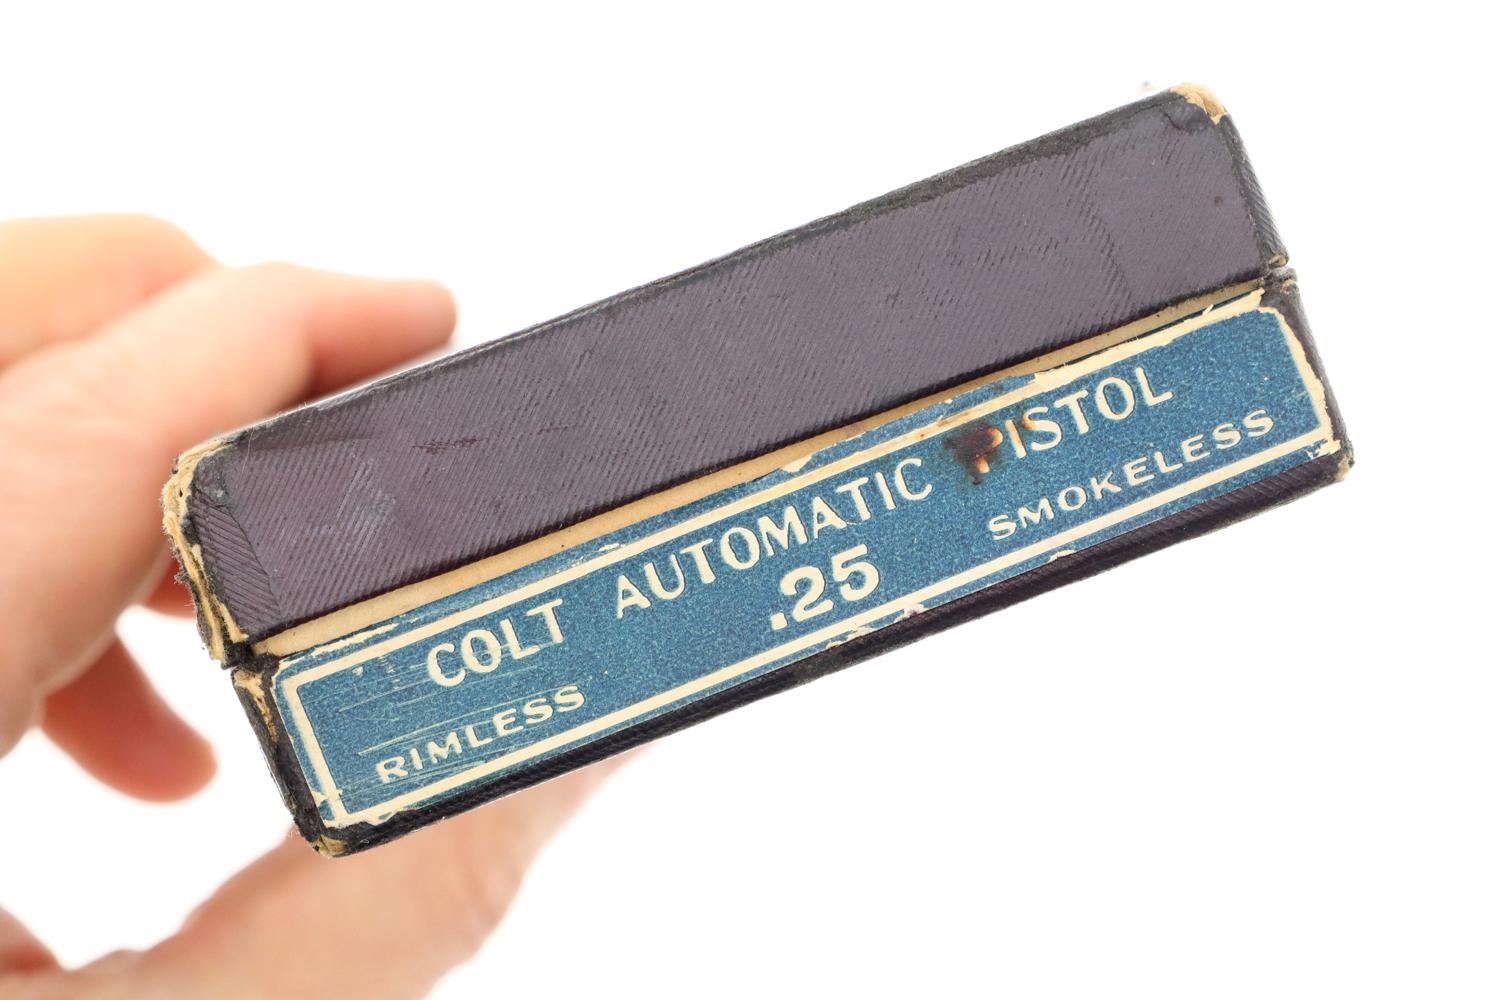 COLT AUTOMATIC PISTOL
.25
RIMLESS SMOKELESS